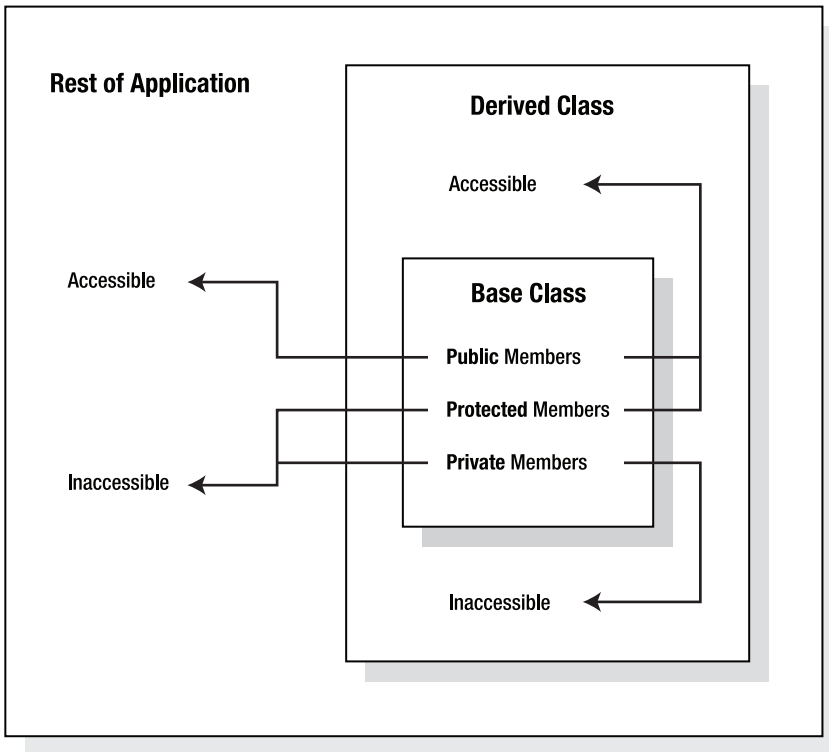 Rest of Application
Derived Class
Accessible
Accessible
Base Class
Public Members
Protected Members
Private Members
Inaccessible
Inaccessible